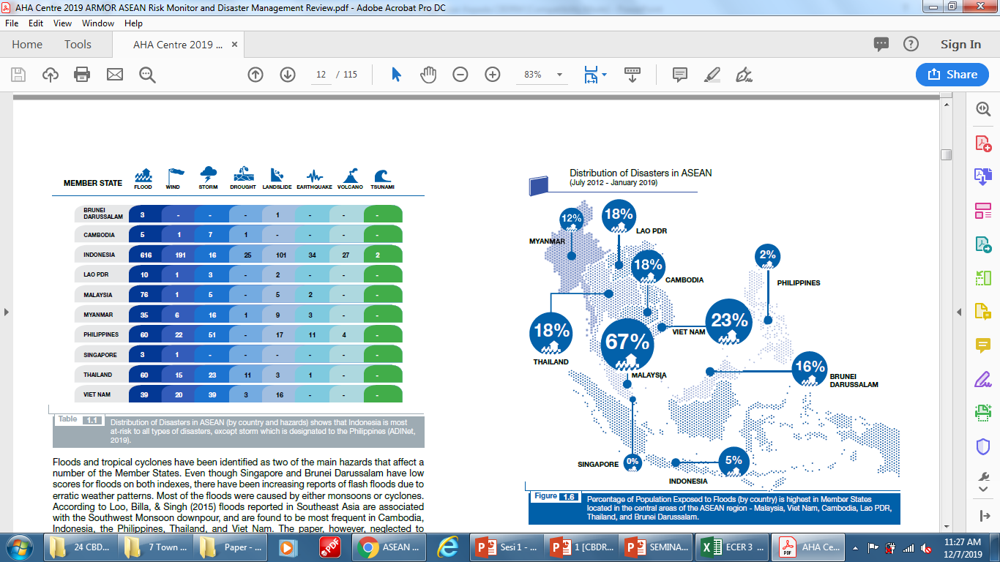 AHA Centre 2019 ARMOR ASEAN Risk Monitor and Disaster Management Review.pdf - Adobe Acrobat Pro DC
File Edit View Window Help
Home Tools AHA Centre 2019 ... × Sign In
12 / 115 83% Share
MEMBER STATE FLOOD WIND STORM DROUGHT LANDSLIDE EARTHQUAKE VOLCANO TSUNAMI
BRUNEI
DARUSSALAM 3 - - - 1 - - -
CAMBODIA 5 1 7 1 - - - -
INDONESIA 616 191 16 25 101 34 27 2
LAO PDR 10 1 3 - 2 - - -
MALAYSIA 76 1 5 - 5 2 - -
MYANMAR 35 6 16 1 9 3 - -
PHILIPPINES 60 22 51 - 17 11 4 -
SINGAPORE 3 1 - - - - - -
THAILAND 60 15 23 11 3 1 - -
VIET NAM 39 20 39 3 16 - - -
Table 1.1 Distribution of Disasters in ASEAN (by country and hazards) shows that Indonesia is most
at-risk to all types of disasters, except storm which is designated to the Philippines (ADINet,
2019).
Floods and tropical cyclones have been identified as two of the main hazards that affect a
number of the Member States. Even though Singapore and Brunei Darussalam have low
scores for floods on both indexes, there have been increasing reports of flash floods due to
erratic weather patterns. Most of the floods were caused by either monsoons or cyclones.
According to Loo, Billa, & Singh (2015) floods reported in Southeast Asia are associated
with the Southwest Monsoon downpour, and are found to be most frequent in Cambodia,
Indonesia, the Philippines, Thailand, and Viet Nam. The paper, however, neglected to
Distribution of Disasters in ASEAN
(July 2012 - January 2019)
12%
MYANMAR
18%
LAO PDR
18%
CAMBODIA
2%
PHILIPPINES
18%
THAILAND
67%
MALAYSIA
23%
VIET NAM
16%
BRUNEI
DARUSSALAM
SINGAPORE 0%
5%
INDONESIA
Figure 1.6 Percentage of Population Exposed to Floods (by country) is highest in Member States
located in the central areas of the ASEAN region - Malaysia, Viet Nam, Cambodia, Lao PDR,
Thailand, and Brunei Darussalam.
24 CBD... 7 Town ... Paper - ... PDF ASEAN ... Sesi 1 - ... 1 [CBDR... SEMINA... ECER 3 ... AHA Ce... 11:27 AM
12/7/2019